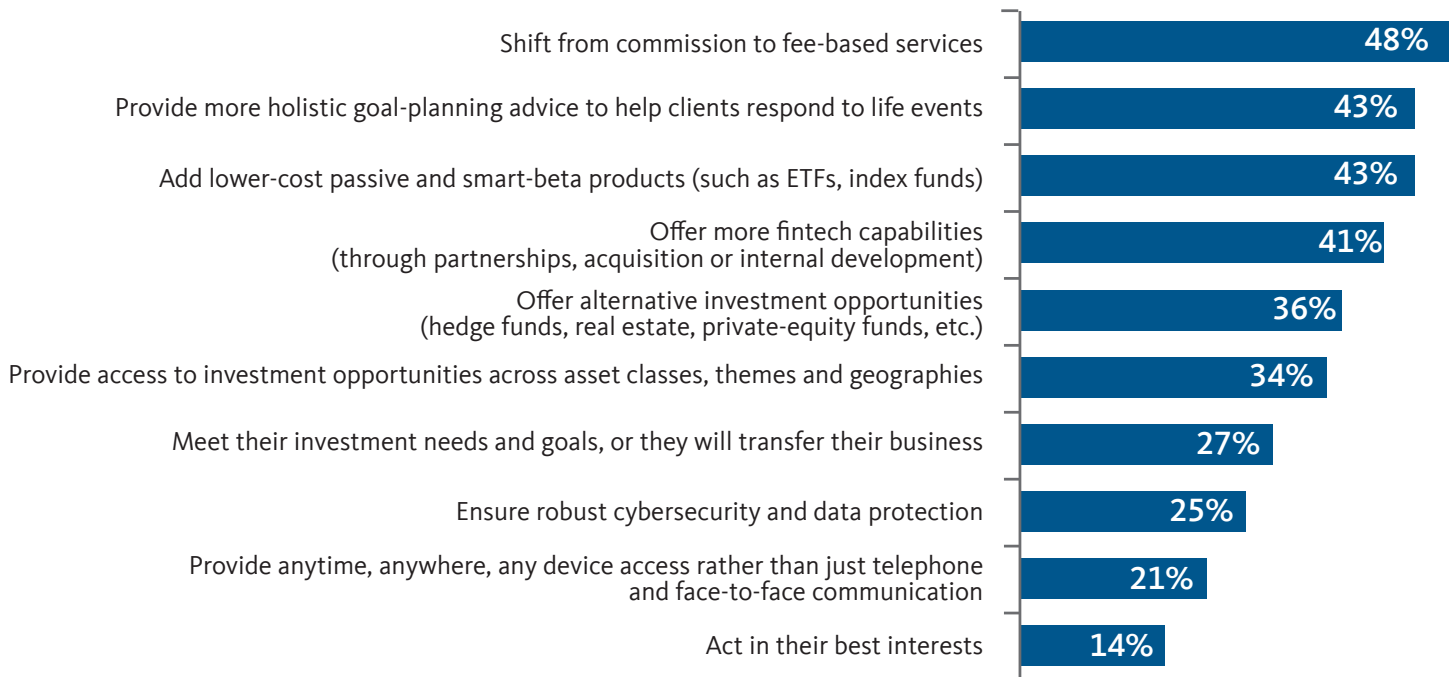 Shift from commission to fee-based services 48%
Provide more holistic goal-planning advice to help clients respond to life events 43%
Add lower-cost passive and smart-beta products (such as ETFs, index funds) 43%
Offer more fintech capabilities
(through partnerships, acquisition or internal development) 41%
Offer alternative investment opportunities
(hedge funds, real estate, private-equity funds, etc.) 36%
Provide access to investment opportunities across asset classes, themes and geographies 34%
Meet their investment needs and goals, or they will transfer their business 27%
Ensure robust cybersecurity and data protection 25%
Provide anytime, anywhere, any device access rather than just telephone
and face-to-face communication 21%
Act in their best interests 14%